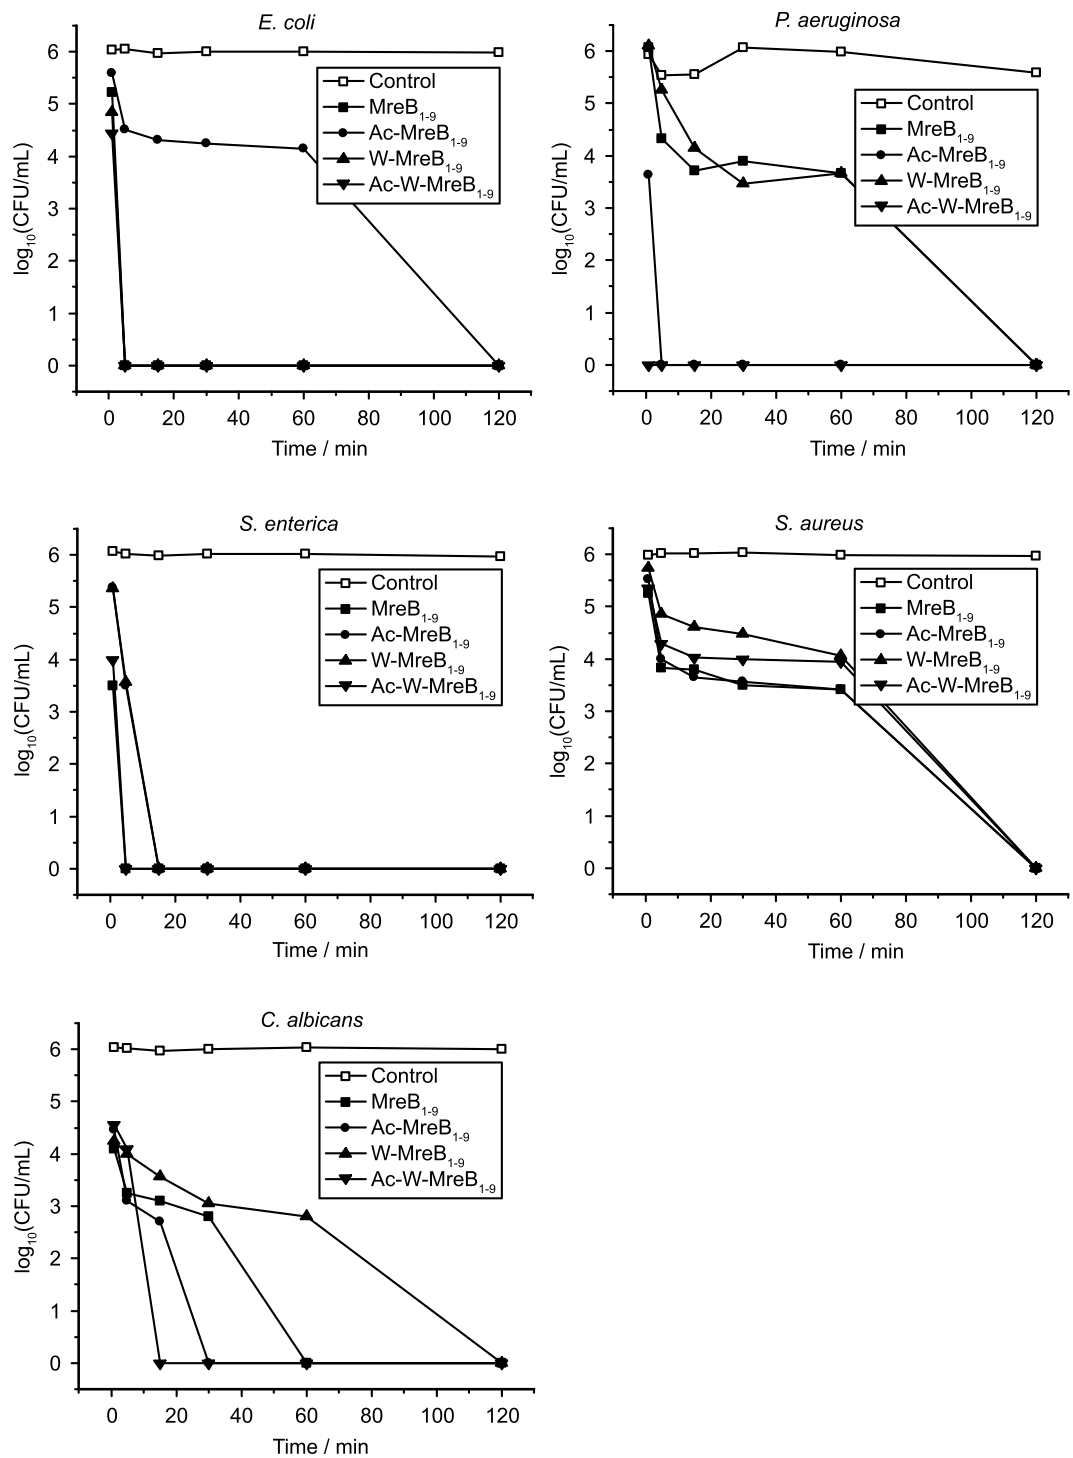 E. coli
6
5
4
3
2
1
0
log10(CFU/mL)
Control
MreB1-9
Ac-MreB1-9
W-MreB1-9
Ac-W-MreB1-9
0 20 40 60 80 100 120
Time / min
P. aeruginosa
6
5
4
3
2
1
0
log10(CFU/mL)
Control
MreB1-9
Ac-MreB1-9
W-MreB1-9
Ac-W-MreB1-9
0 20 40 60 80 100 120
Time / min
S. enterica
6
5
4
3
2
1
0
log10(CFU/mL)
Control
MreB1-9
Ac-MreB1-9
W-MreB1-9
Ac-W-MreB1-9
0 20 40 60 80 100 120
Time / min
S. aureus
6
5
4
3
2
1
0
log10(CFU/mL)
Control
MreB1-9
Ac-MreB1-9
W-MreB1-9
Ac-W-MreB1-9
0 20 40 60 80 100 120
Time / min
C. albicans
6
5
4
3
2
1
0
log10(CFU/mL)
Control
MreB1-9
Ac-MreB1-9
W-MreB1-9
Ac-W-MreB1-9
0 20 40 60 80 100 120
Time / min